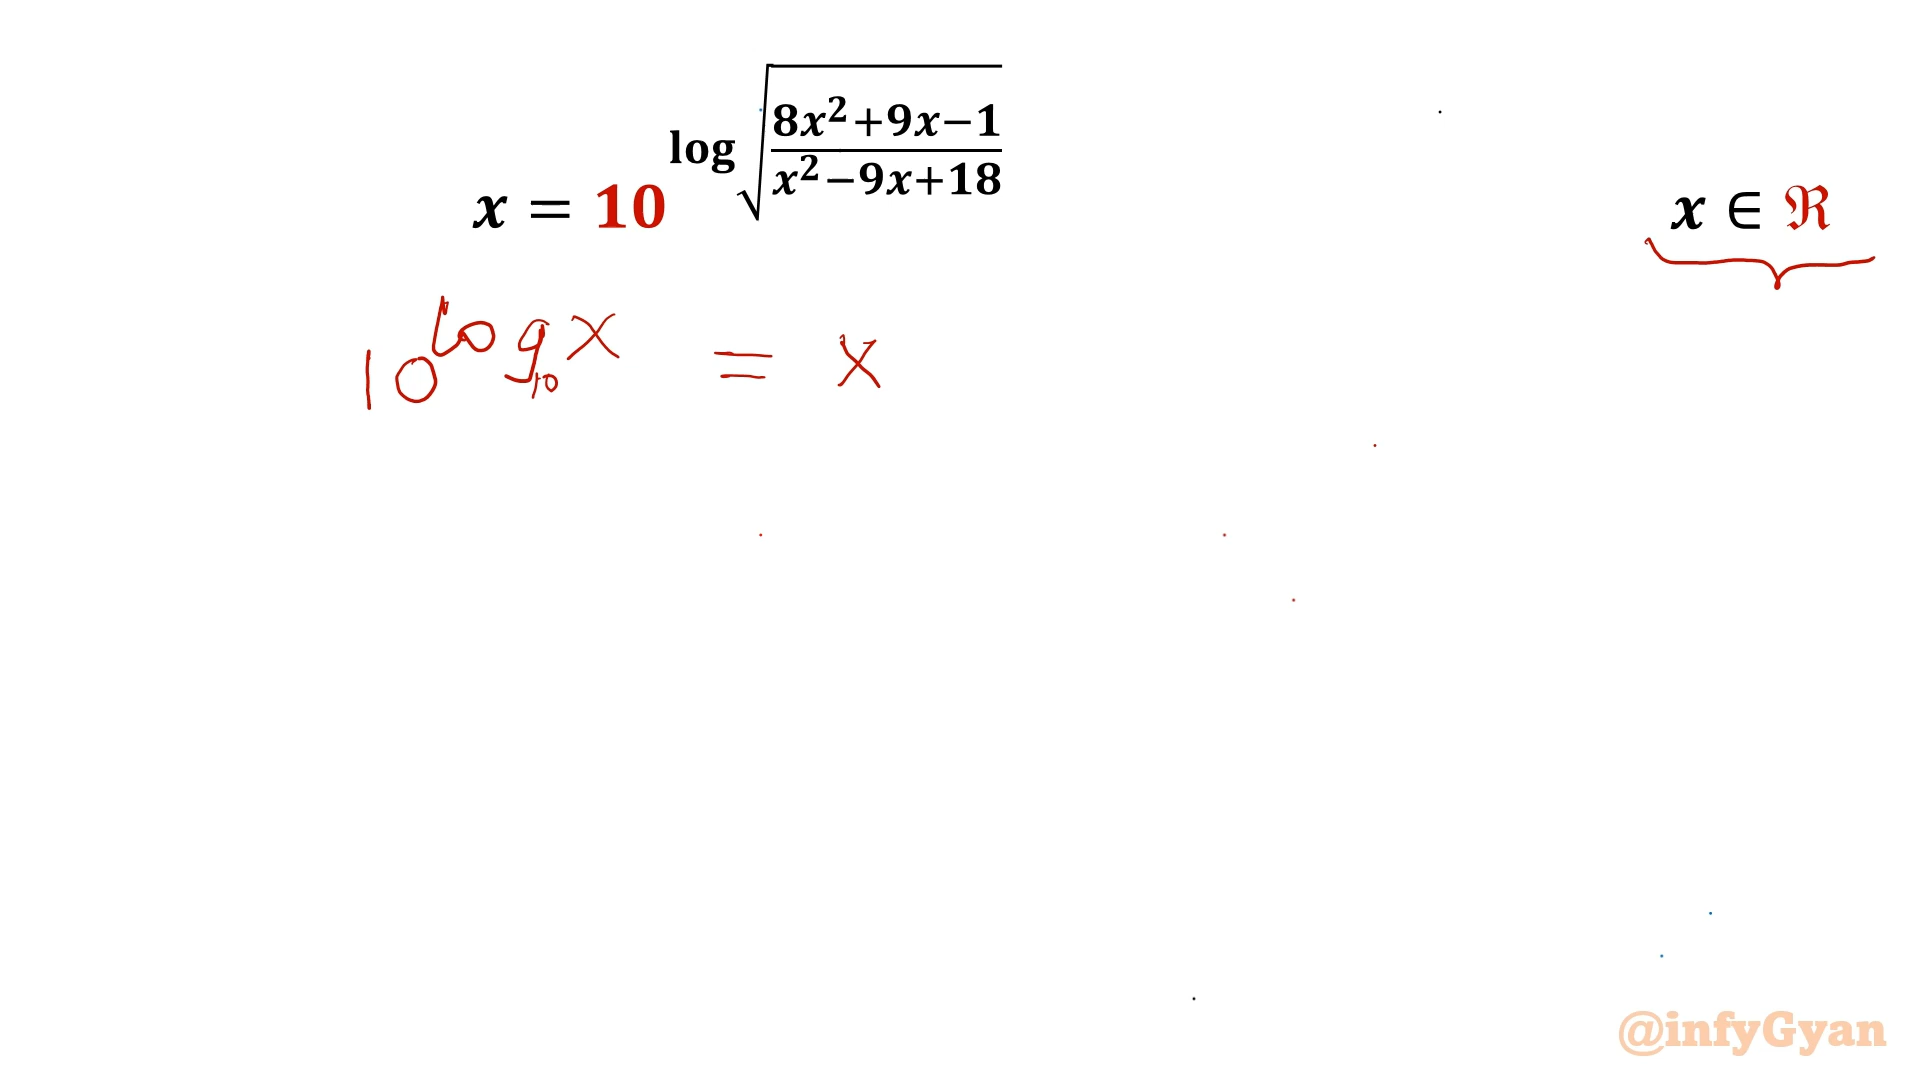 x = 10^{log √((8x²+9x−1)/(x²−9x+18))}
x ∈ ℜ
10^{log₁₀ x} = x
@infyGyan